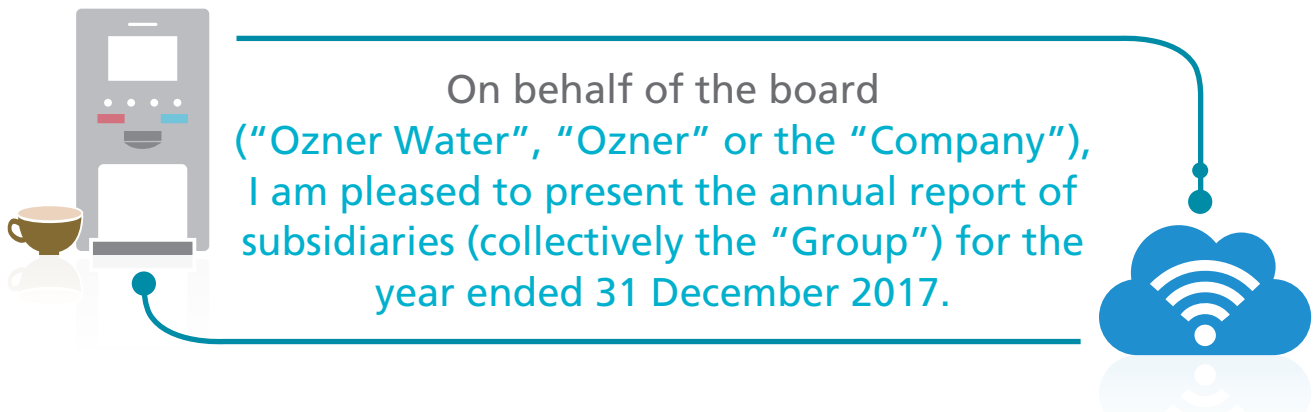 On behalf of the board
(“Ozner Water”, “Ozner” or the “Company”),
I am pleased to present the annual report of
subsidiaries (collectively the “Group”) for the
year ended 31 December 2017.